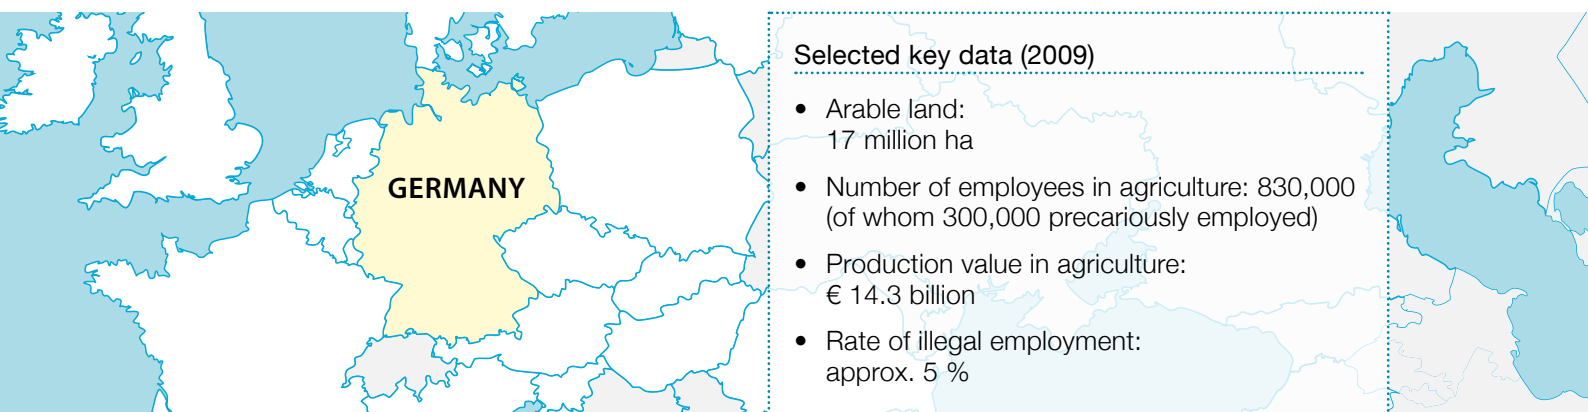 GERMANY
Selected key data (2009)
• Arable land:
17 million ha
• Number of employees in agriculture: 830,000
(of whom 300,000 precariously employed)
• Production value in agriculture:
€ 14.3 billion
• Rate of illegal employment:
approx. 5 %